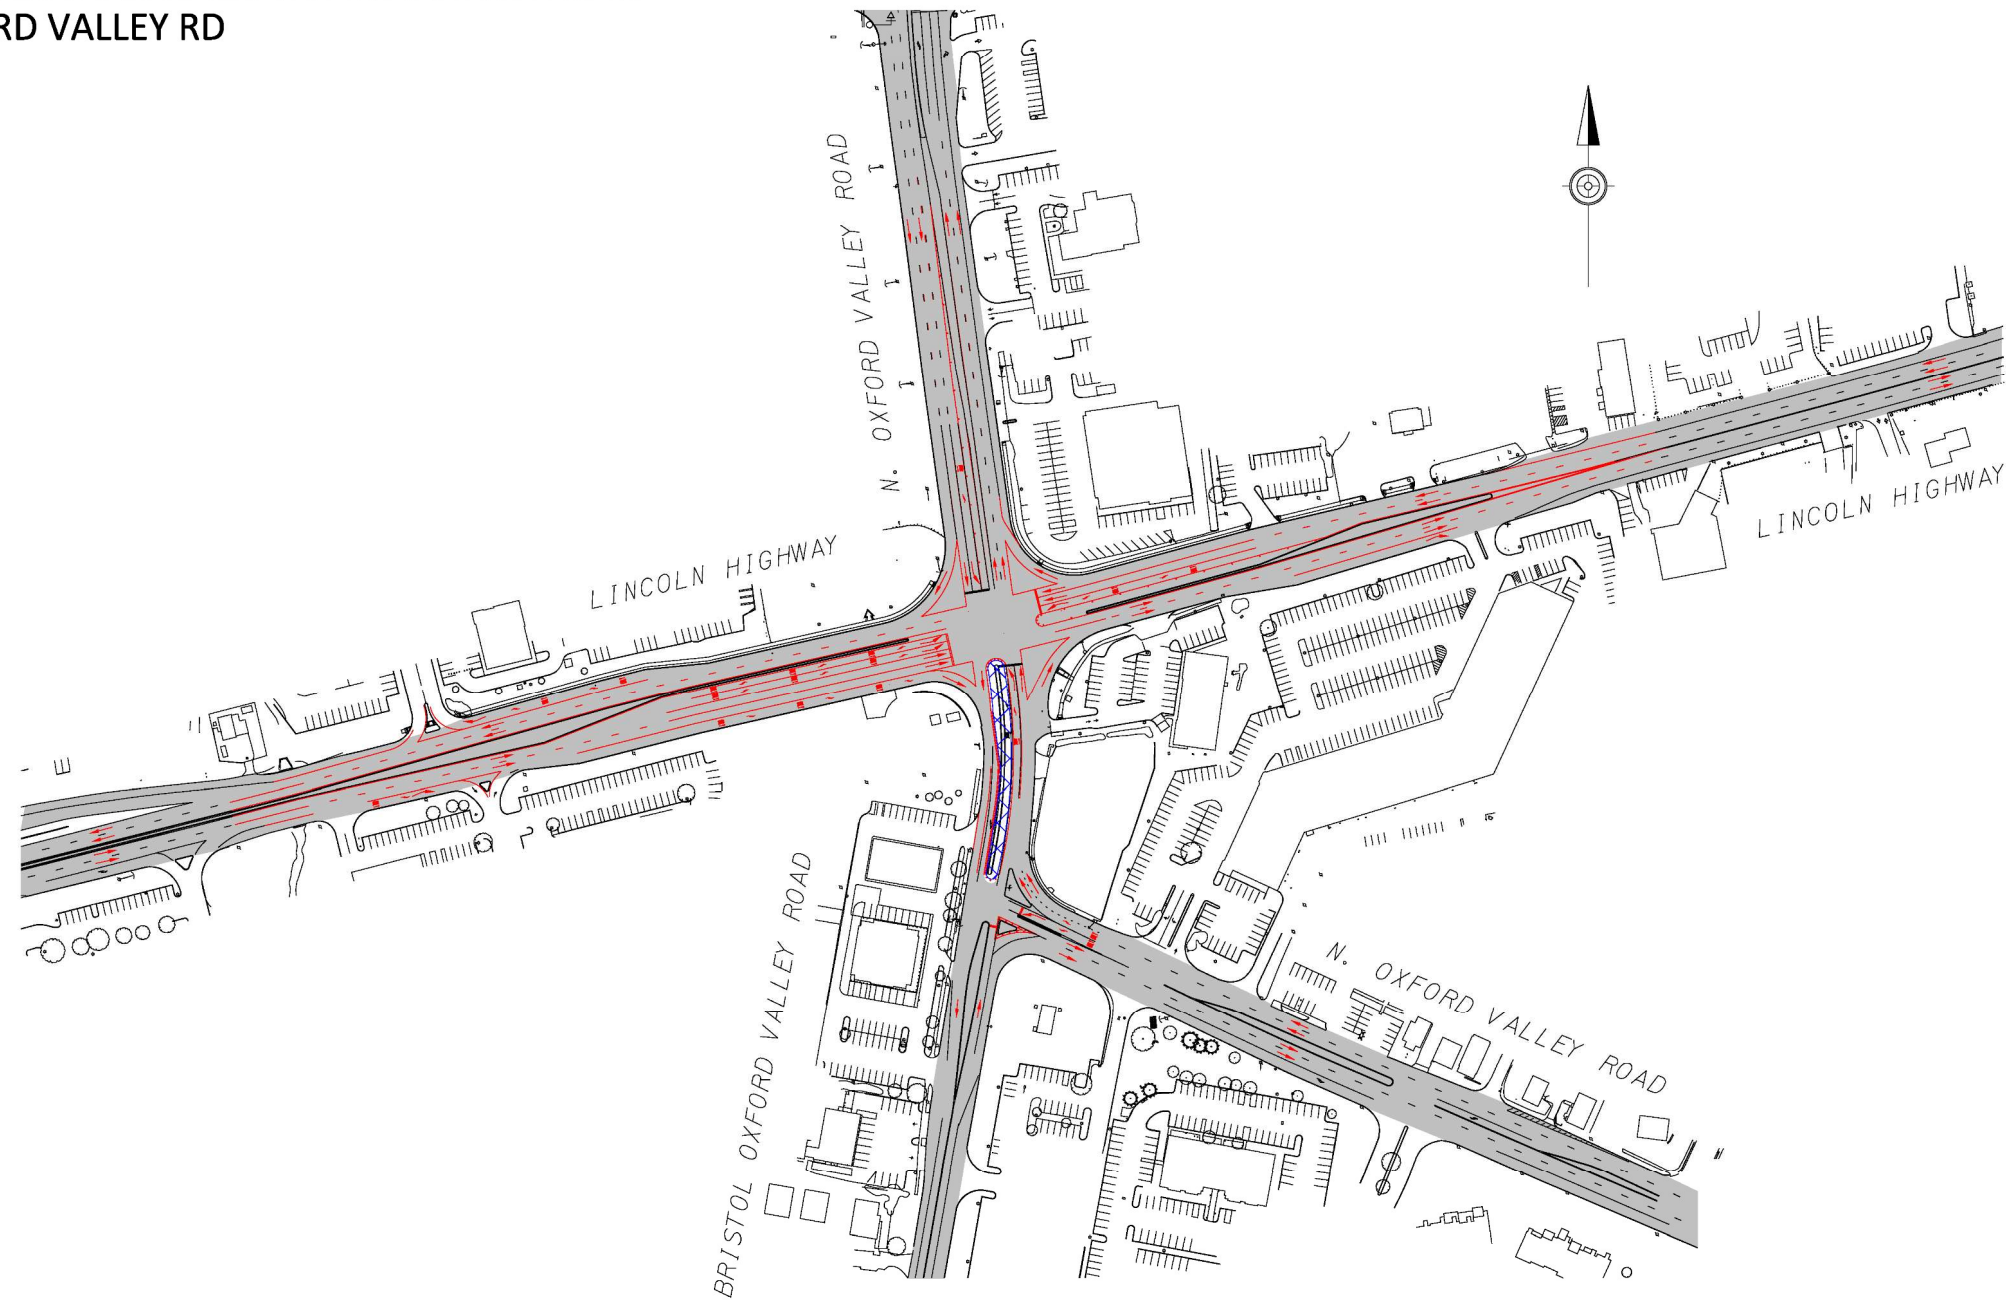 RD VALLEY RD
N. OXFORD VALLEY ROAD
LINCOLN HIGHWAY
LINCOLN HIGHWAY
BRISTOL OXFORD VALLEY ROAD
N. OXFORD VALLEY ROAD